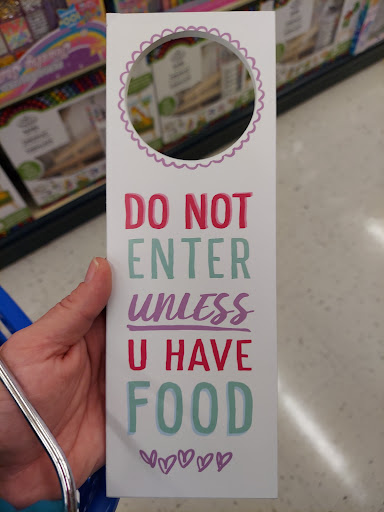 DO NOT
ENTER
UNLESS
U HAVE
FOOD